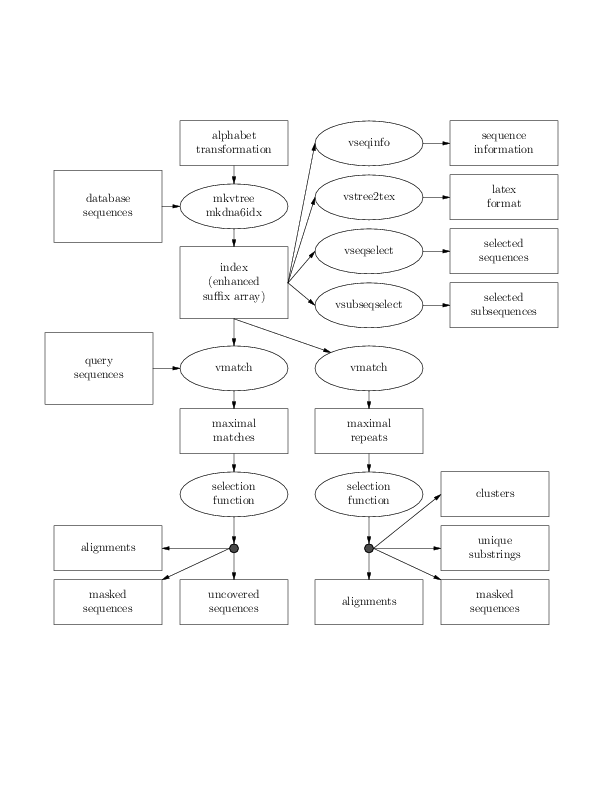 alphabet
transformation
vseqinfo
sequence
information
database
sequences
mkvtree
mkdna6idx
vstree2tex
latex
format
index
(enhanced
suffix array)
vseqselect
selected
sequences
vsubseqselect
selected
subsequences
query
sequences
vmatch
vmatch
maximal
matches
maximal
repeats
selection
function
selection
function
clusters
alignments
unique
substrings
masked
sequences
uncovered
sequences
alignments
masked
sequences